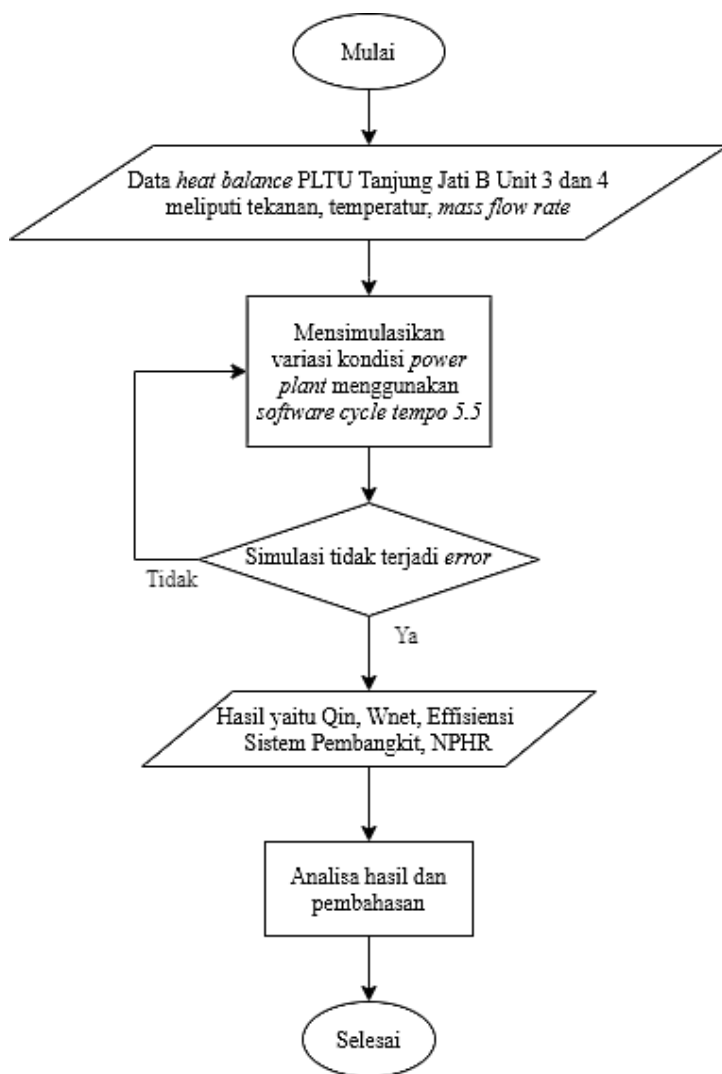 Mulai
Data heat balance PLTU Tanjung Jati B Unit 3 dan 4
meliputi tekanan, temperatur, mass flow rate
Mensimulasikan
variasi kondisi power
plant menggunakan
software cycle tempo 5.5
Simulasi tidak terjadi error
Tidak
Ya
Hasil yaitu Qin, Wnet, Effisiensi
Sistem Pembangkit, NPHR
Analisa hasil dan
pembahasan
Selesai